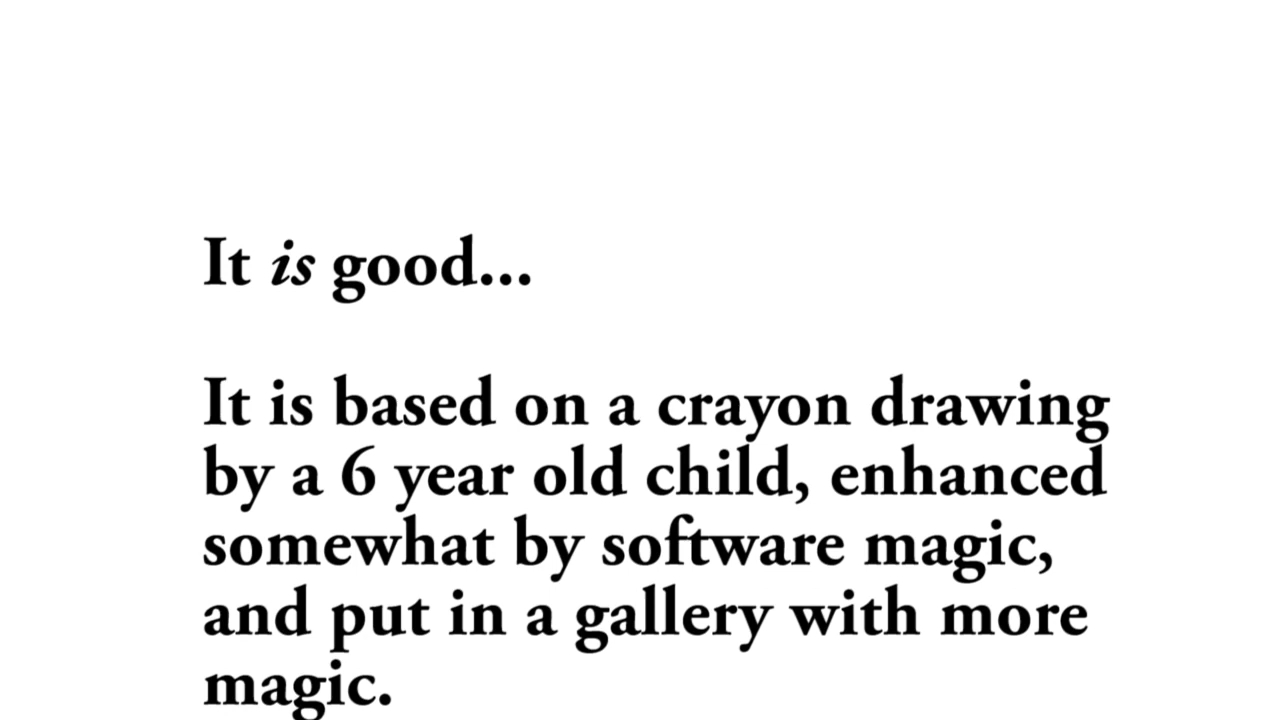 It is good...
It is based on a crayon drawing
by a 6 year old child, enhanced
somewhat by software magic,
and put in a gallery with more
magic.